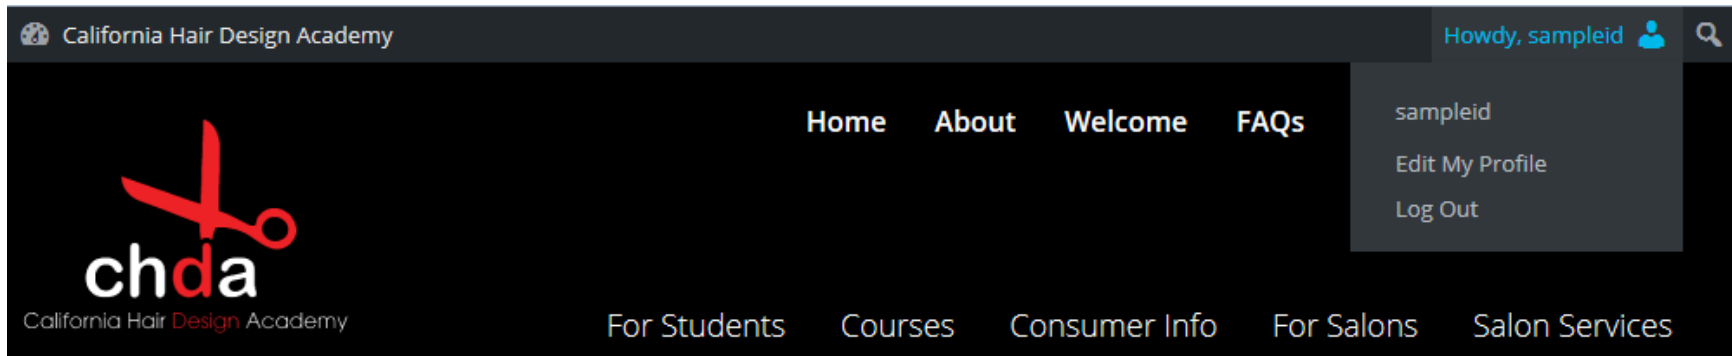 California Hair Design Academy
Howdy, sampleid
Home About Welcome FAQs
sampleid
Edit My Profile
Log Out
chda
California Hair Design Academy
For Students Courses Consumer Info For Salons Salon Services